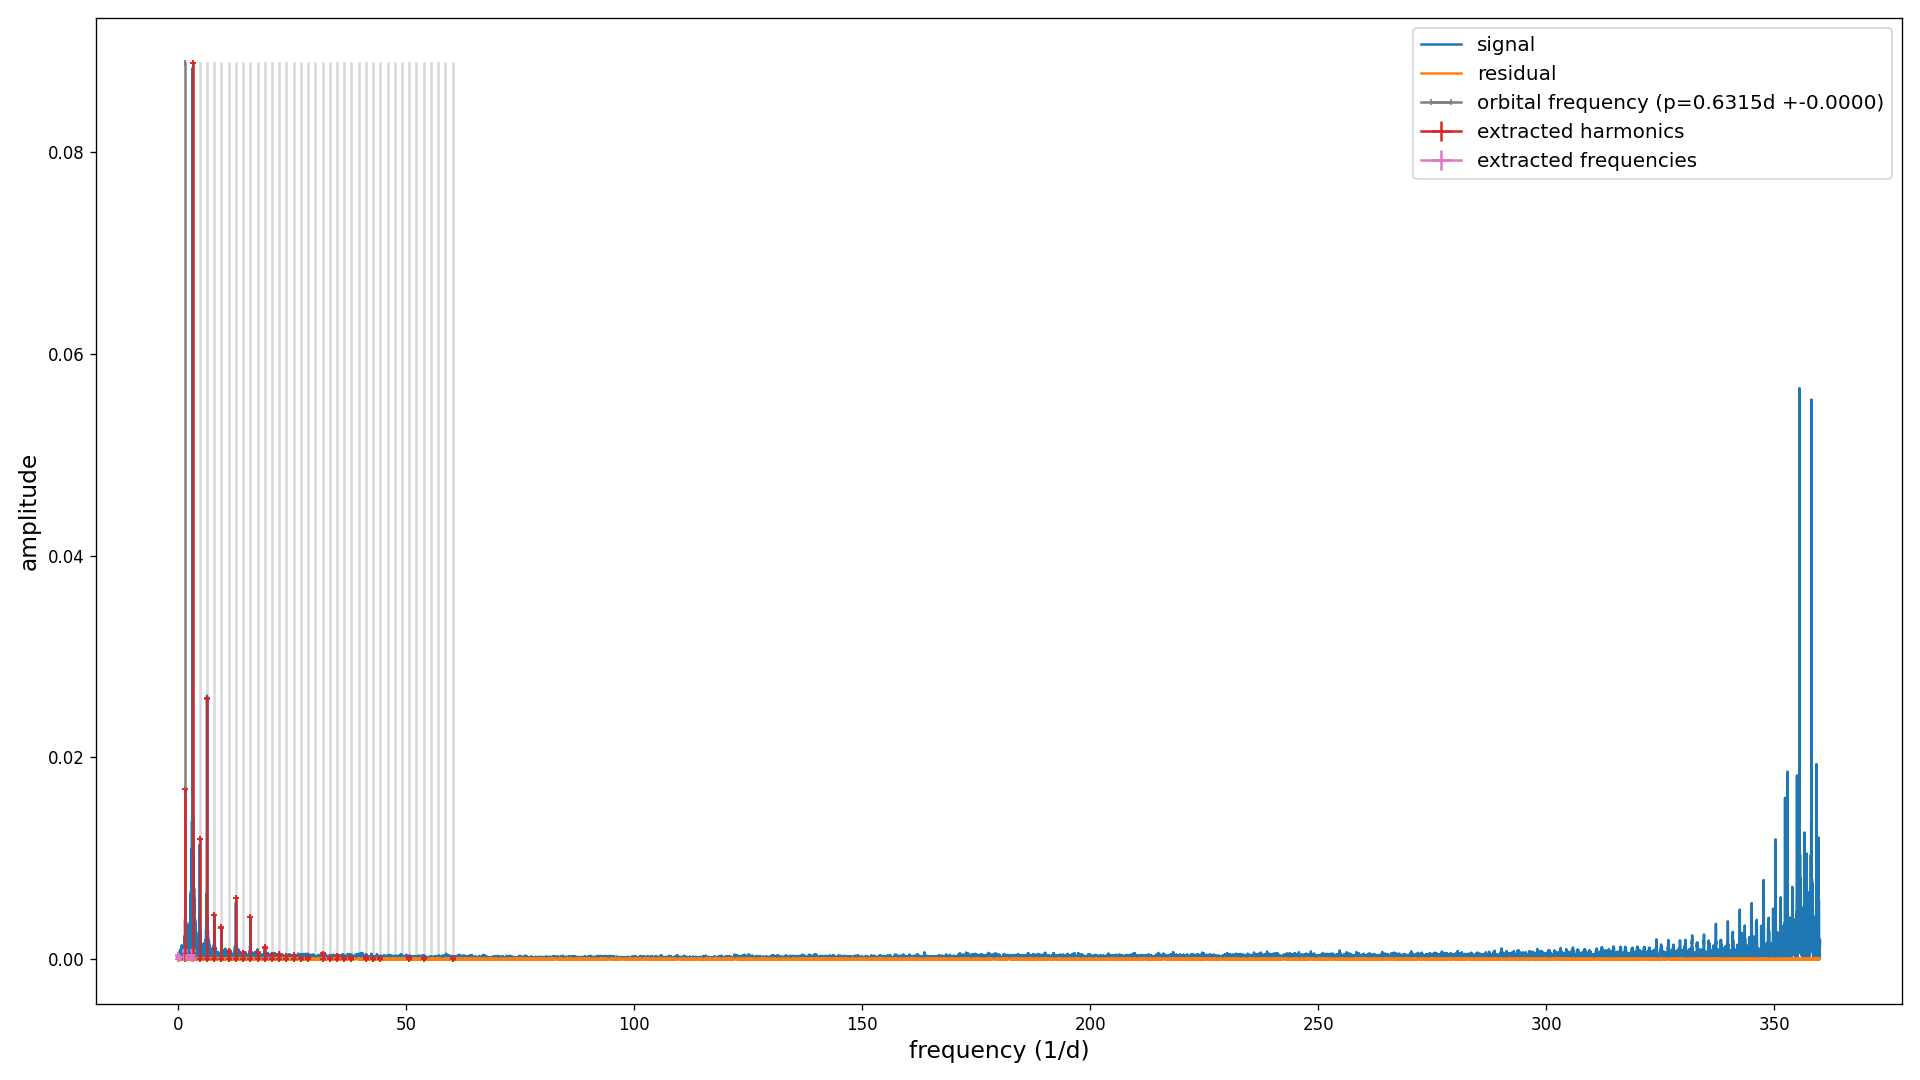 signal
residual
orbital frequency (p=0.6315d +-0.0000)
extracted harmonics
extracted frequencies
amplitude
0.08
0.06
0.04
0.02
0.00
0 50 100 150 200 250 300 350
frequency (1/d)